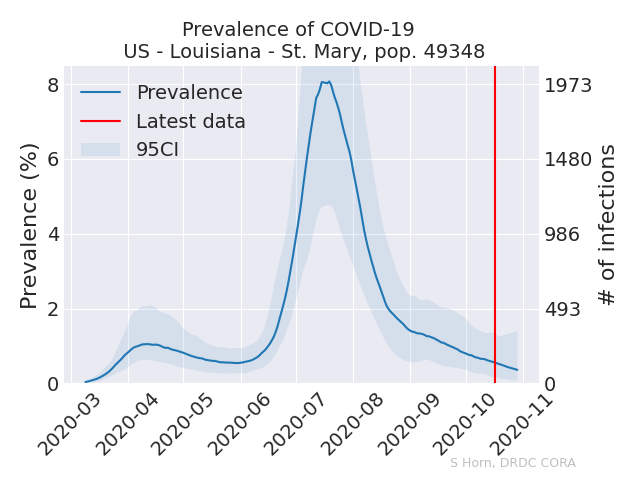 Prevalence of COVID-19
US - Louisiana - St. Mary, pop. 49348
Prevalence
Latest data
95CI
Prevalence (%)
8
6
4
2
0
1973
1480
986
493
0
# of infections
2020-03
2020-04
2020-05
2020-06
2020-07
2020-08
2020-09
2020-10
2020-11
S Horn, DRDC CORA